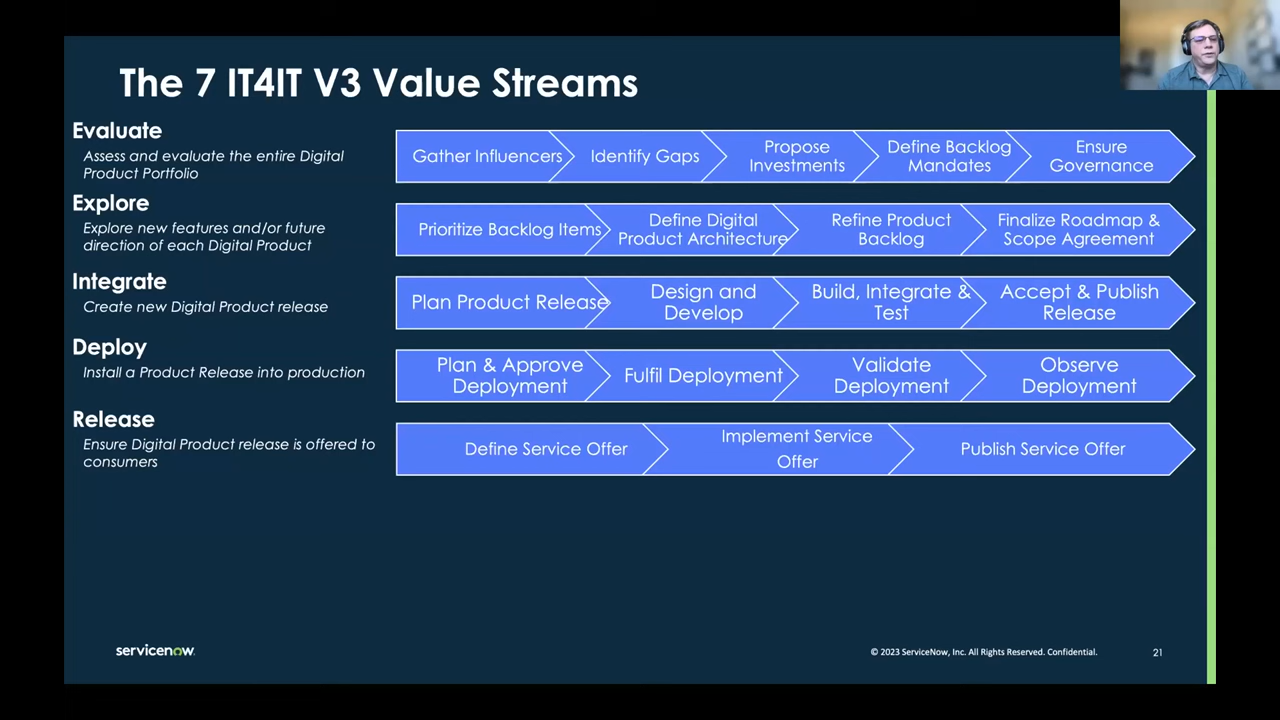 The 7 IT4IT V3 Value Streams
Evaluate
Assess and evaluate the entire Digital
Product Portfolio
Gather Influencers
Identify Gaps
Propose
Investments
Define Backlog
Mandates
Ensure
Governance
Explore
Explore new features and/or future
direction of each Digital Product
Prioritize Backlog Items
Define Digital
Product Architecture
Refine Product
Backlog
Finalize Roadmap &
Scope Agreement
Integrate
Create new Digital Product release
Plan Product Release
Design and
Develop
Build, Integrate &
Test
Accept & Publish
Release
Deploy
Install a Product Release into production
Plan & Approve
Deployment
Fulfil Deployment
Validate
Deployment
Observe
Deployment
Release
Ensure Digital Product release is offered to
consumers
Define Service Offer
Implement Service
Offer
Publish Service Offer
servicenow
© 2023 ServiceNow, Inc. All Rights Reserved. Confidential.
21